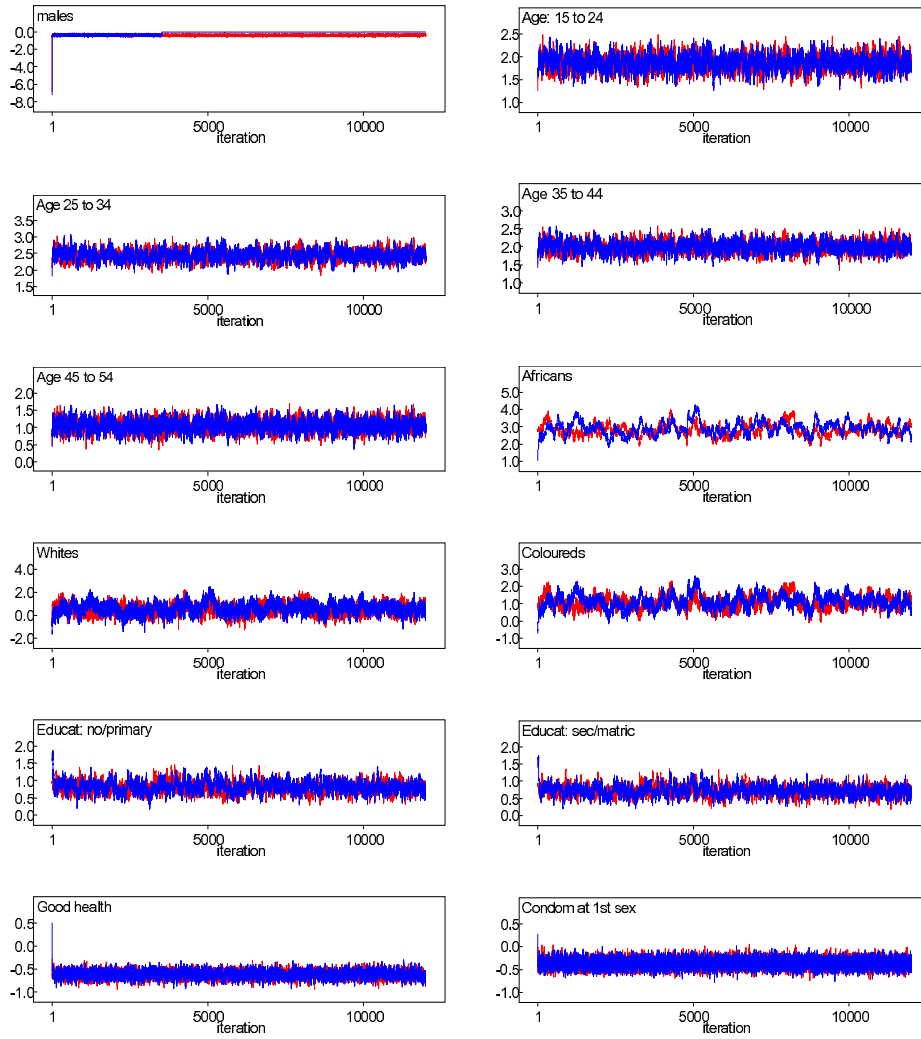 males
0.0
-2.0
-4.0
-6.0
-8.0
1 5000 10000
iteration
Age: 15 to 24
2.5
2.0
1.5
1.0
1 5000 10000
iteration
Age 25 to 34
3.5
3.0
2.5
2.0
1.5
1 5000 10000
iteration
Age 35 to 44
3.0
2.5
2.0
1.5
1.0
1 5000 10000
iteration
Age 45 to 54
2.0
1.5
1.0
0.5
0.0
1 5000 10000
iteration
Africans
5.0
4.0
3.0
2.0
1.0
1 5000 10000
iteration
Whites
4.0
2.0
0.0
-2.0
1 5000 10000
iteration
Coloureds
3.0
2.0
1.0
0.0
-1.0
1 5000 10000
iteration
Educat: no/primary
2.0
1.5
1.0
0.5
0.0
1 5000 10000
iteration
Educat: sec/matric
2.0
1.5
1.0
0.5
0.0
1 5000 10000
iteration
Good health
0.5
0.0
-0.5
-1.0
1 5000 10000
iteration
Condom at 1st sex
0.5
0.0
-0.5
-1.0
1 5000 10000
iteration